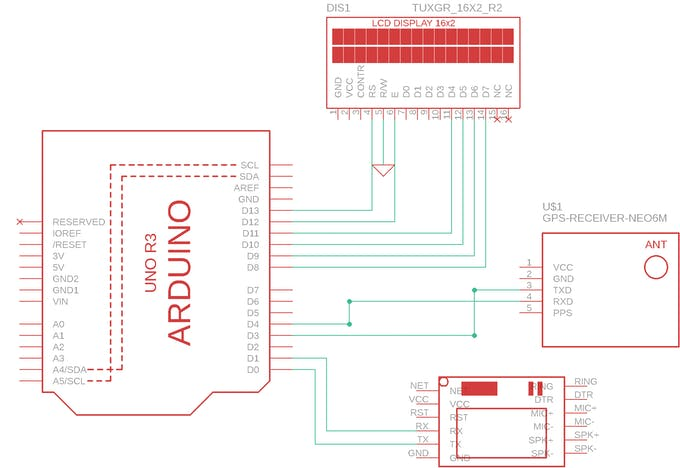 DIS1
TUXGR_16X2_R2
LCD DISPLAY 16x2
GND
VCC
CONTR
RS
R/W
E
D0
D1
D2
D3
D4
D5
D6
D7
NC
NC
1
2
3
4
5
6
7
8
9
10
11
12
13
14
15
16
UNO R3
ARDUINO
RESERVED
IOREF
/RESET
3V
5V
GND2
GND1
VIN
A0
A1
A2
A3
A4/SDA
A5/SCL
SCL
SDA
AREF
GND
D13
D12
D11
D10
D9
D8
D7
D6
D5
D4
D3
D2
D1
D0
U$1
GPS-RECEIVER-NEO6M
ANT
1 VCC
2 GND
3 TXD
4 RXD
5 PPS
NET
VCC
RST
RX
TX
GND
NET
VCC
RST
RX
TX
GND
RING
DTR
MIC+
MIC-
SPK+
SPK-
RING
DTR
MIC+
MIC-
SPK+
SPK-